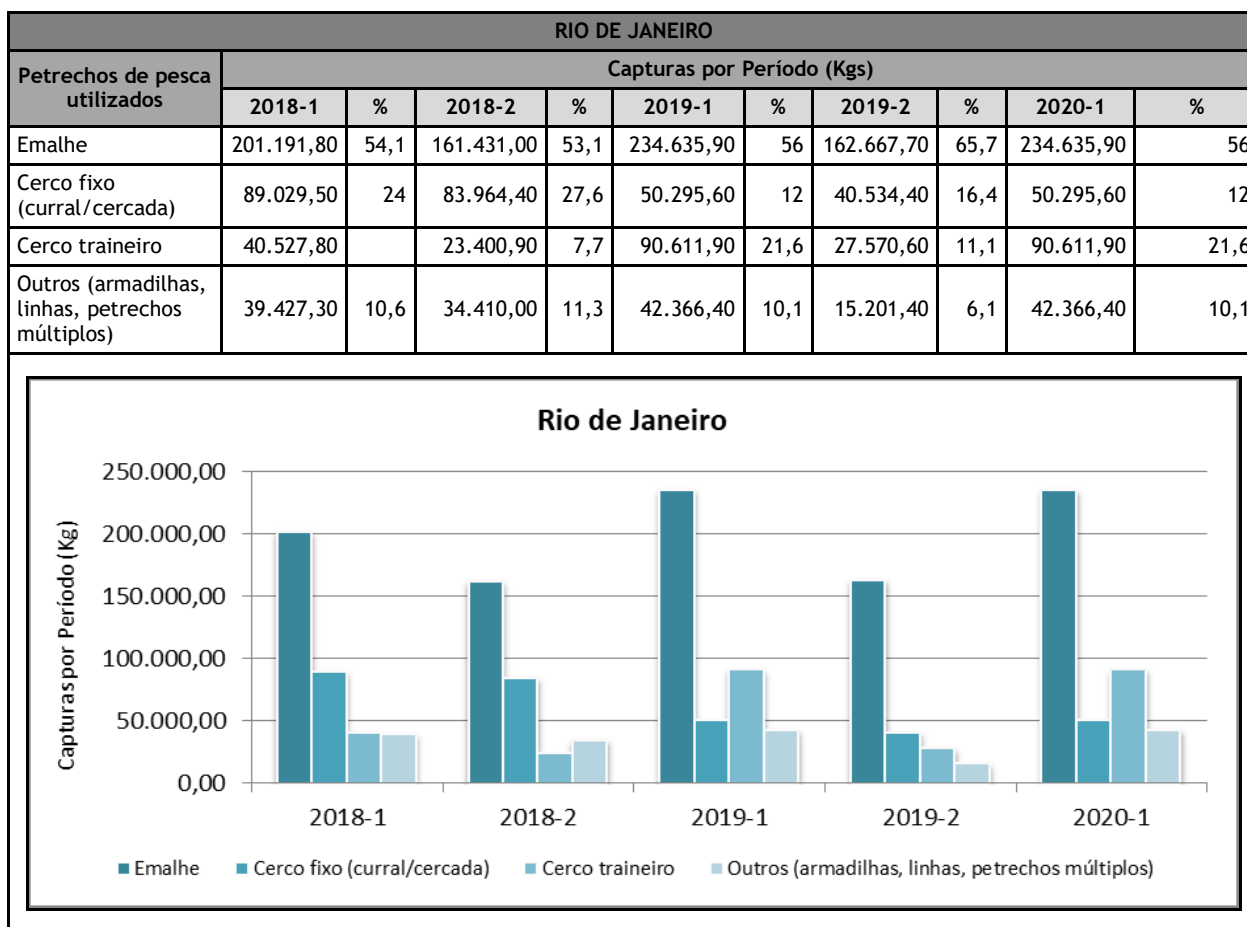 RIO DE JANEIRO
Petrechos de pesca utilizados Capturas por Período (Kgs)
2018-1 % 2018-2 % 2019-1 % 2019-2 % 2020-1 %
Emalhe 201.191,80 54,1 161.431,00 53,1 234.635,90 56 162.667,70 65,7 234.635,90 56
Cerco fixo (curral/cercada) 89.029,50 24 83.964,40 27,6 50.295,60 12 40.534,40 16,4 50.295,60 12
Cerco traineiro 40.527,80 23.400,90 7,7 90.611,90 21,6 27.570,60 11,1 90.611,90 21,6
Outros (armadilhas, linhas, petrechos múltiplos) 39.427,30 10,6 34.410,00 11,3 42.366,40 10,1 15.201,40 6,1 42.366,40 10,1
Rio de Janeiro
Capturas por Período (Kg)
250.000,00
200.000,00
150.000,00
100.000,00
50.000,00
0,00
2018-1 2018-2 2019-1 2019-2 2020-1
Emalhe Cerco fixo (curral/cercada) Cerco traineiro Outros (armadilhas, linhas, petrechos múltiplos)